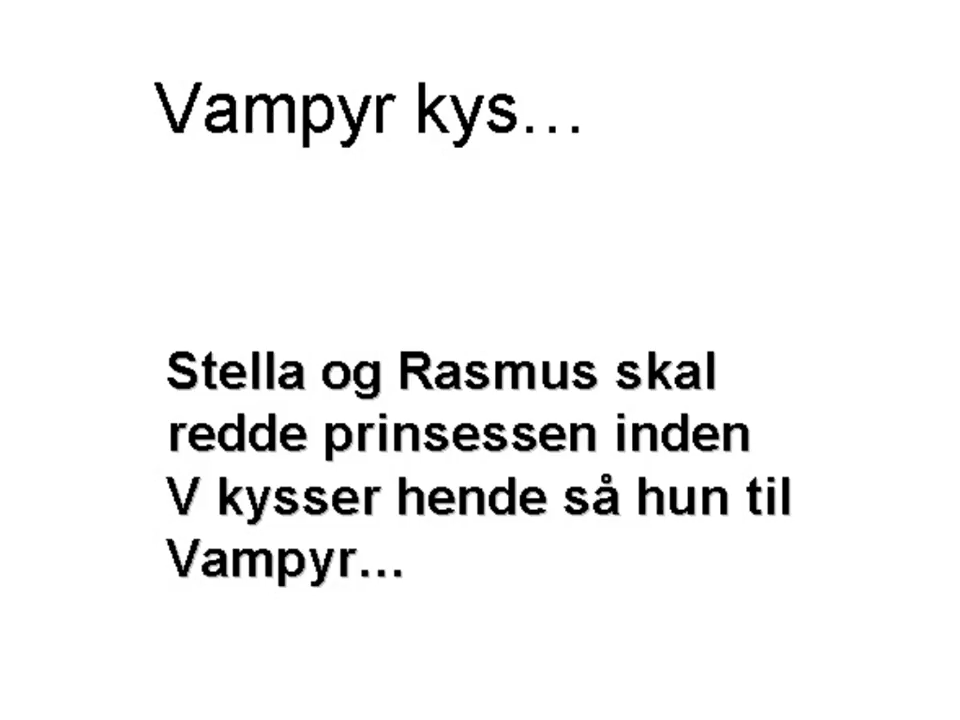 Vampyr kys...
Stella og Rasmus skal
redde prinsessen inden
V kysser hende så hun til
Vampyr...